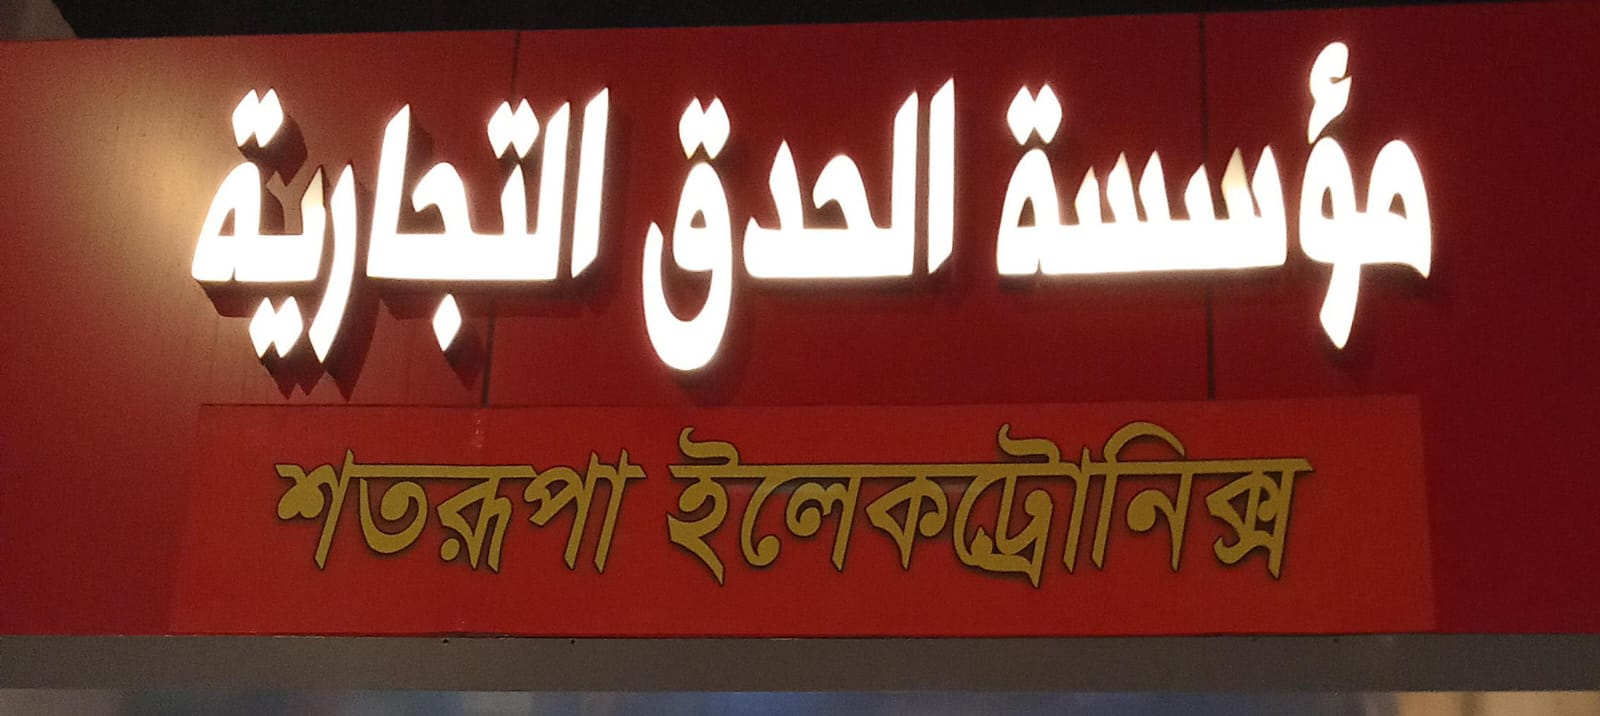 مؤسسة الحدق التجارية
শতরূপা ইলেকট্রোনিক্স